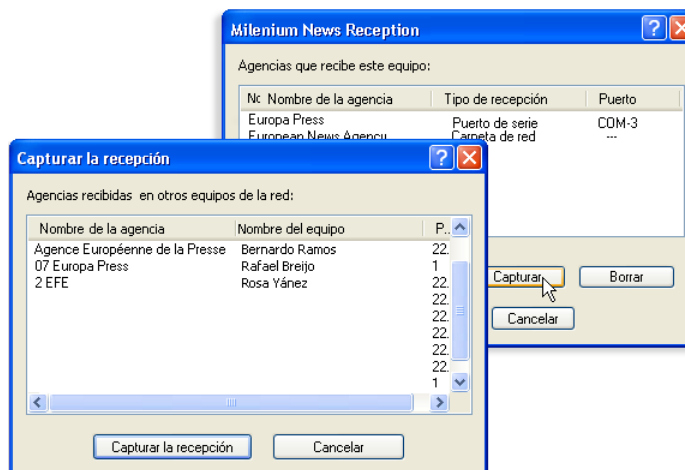 Milenium News Reception
Agencias que recibe este equipo:
Nc Nombre de la agencia Tipo de recepción Puerto
Europa Press Puerto de serie COM-3
European News Agency Carpeta de red ---
Capturar Borrar
Cancelar
Capturar la recepción
Agencias recibidas en otros equipos de la red:
Nombre de la agencia Nombre del equipo P..
Agence Européenne de la Presse Bernardo Ramos 22.
07 Europa Press Rafael Breijo 1
2 EFE Rosa Yánez 22.
22.
22.
22.
22.
22.
1
Capturar la recepción Cancelar